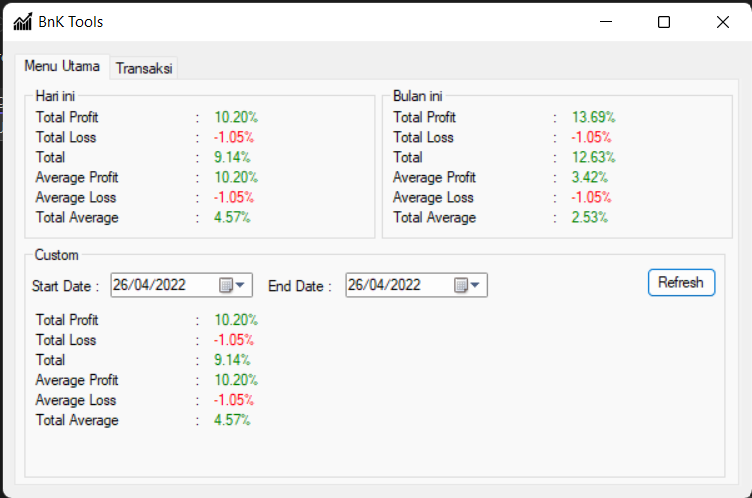 BnK Tools
Menu Utama Transaksi
Hari ini
Total Profit : 10.20%
Total Loss : -1.05%
Total : 9.14%
Average Profit : 10.20%
Average Loss : -1.05%
Total Average : 4.57%
Bulan ini
Total Profit : 13.69%
Total Loss : -1.05%
Total : 12.63%
Average Profit : 3.42%
Average Loss : -1.05%
Total Average : 2.53%
Custom
Start Date : 26/04/2022 End Date : 26/04/2022 Refresh
Total Profit : 10.20%
Total Loss : -1.05%
Total : 9.14%
Average Profit : 10.20%
Average Loss : -1.05%
Total Average : 4.57%